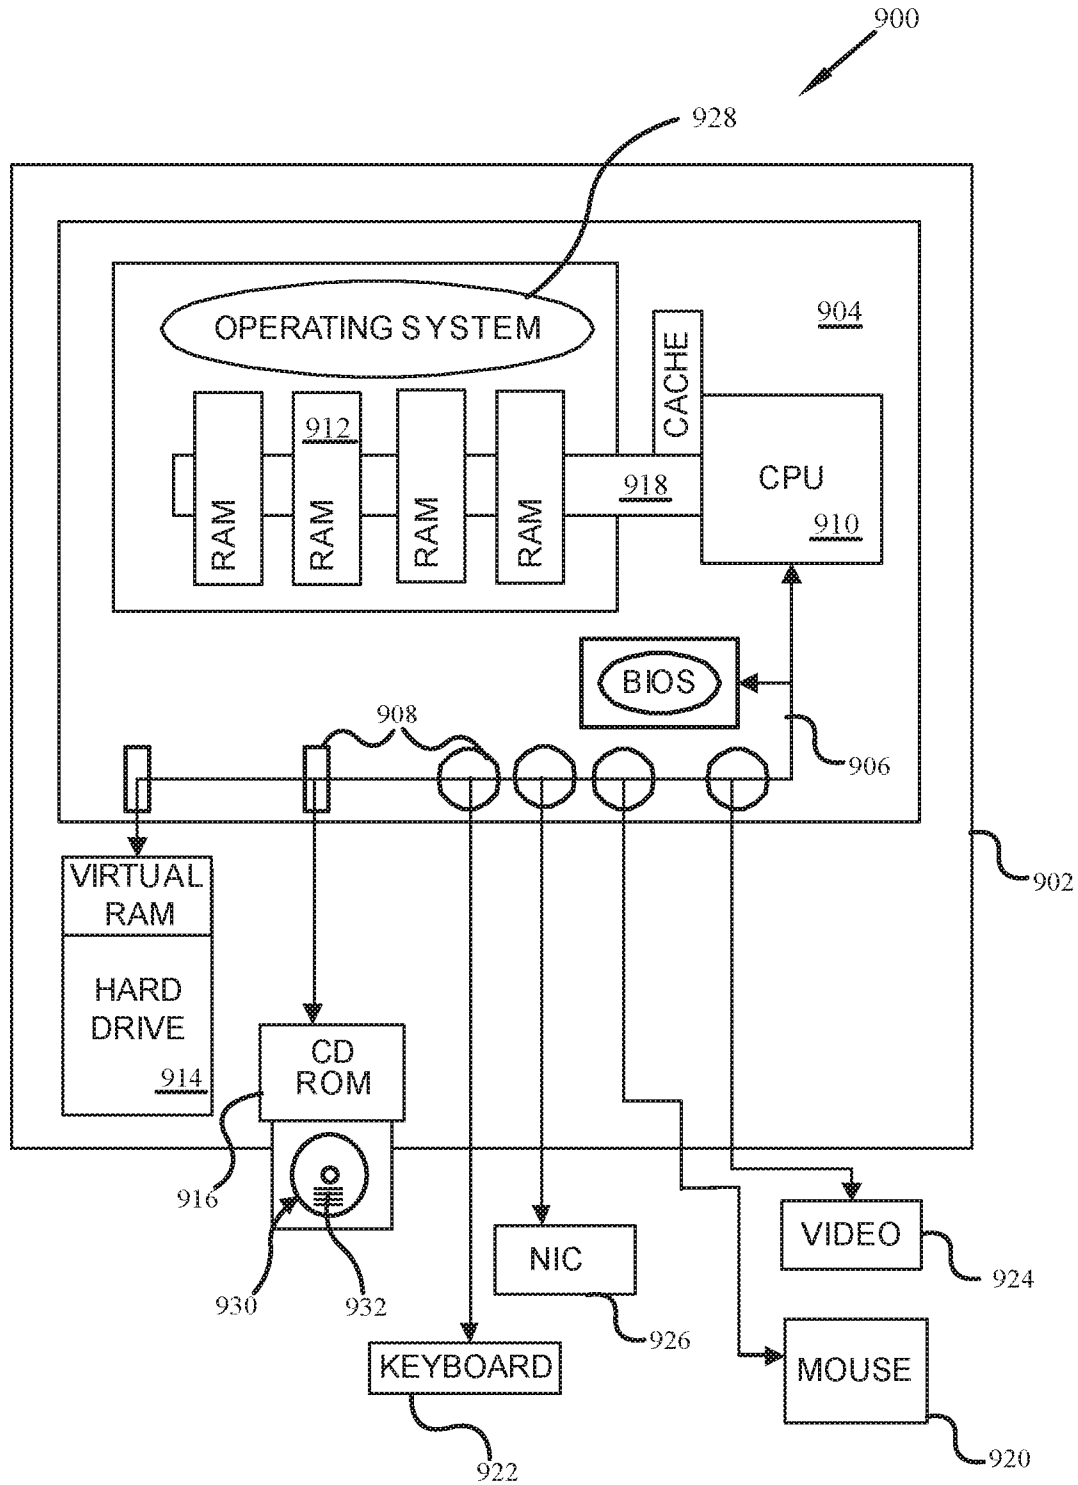 900
928
OPERATING SYSTEM
904
CACHE
912
RAM
RAM
RAM
RAM
918
CPU
910
BIOS
908
906
902
VIRTUAL
RAM
HARD
DRIVE
914
CD
ROM
916
930
932
NIC
926
VIDEO
924
KEYBOARD
922
MOUSE
920